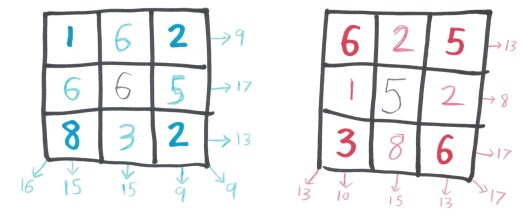 1 6 2 → 9
6 6 5 → 17
8 3 2 → 13
16 15 15 9 9
6 2 5 → 13
1 5 2 → 8
3 8 6 → 17
13 10 15 13 17